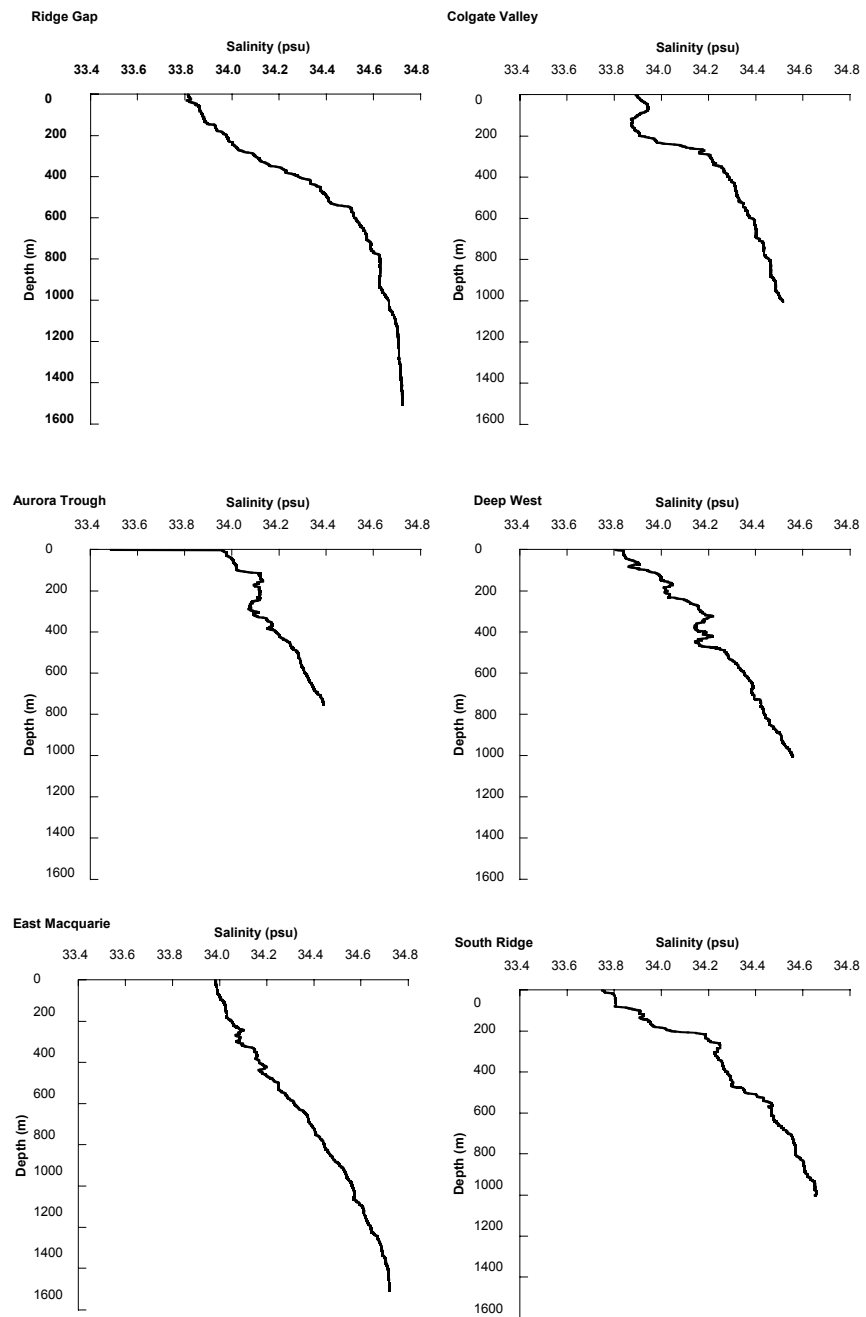 Ridge Gap
Salinity (psu)
33.4 33.6 33.8 34.0 34.2 34.4 34.6 34.8
0
200
400
600
800
1000
1200
1400
1600
Depth (m)
Colgate Valley
Salinity (psu)
33.4 33.6 33.8 34.0 34.2 34.4 34.6 34.8
0
200
400
600
800
1000
1200
1400
1600
Depth (m)
Aurora Trough
Salinity (psu)
33.4 33.6 33.8 34.0 34.2 34.4 34.6 34.8
0
200
400
600
800
1000
1200
1400
1600
Depth (m)
Deep West
Salinity (psu)
33.4 33.6 33.8 34.0 34.2 34.4 34.6 34.8
0
200
400
600
800
1000
1200
1400
1600
Depth (m)
East Macquarie
Salinity (psu)
33.4 33.6 33.8 34.0 34.2 34.4 34.6 34.8
0
200
400
600
800
1000
1200
1400
1600
Depth (m)
South Ridge
Salinity (psu)
33.4 33.6 33.8 34.0 34.2 34.4 34.6 34.8
0
200
400
600
800
1000
1200
1400
1600
Depth (m)